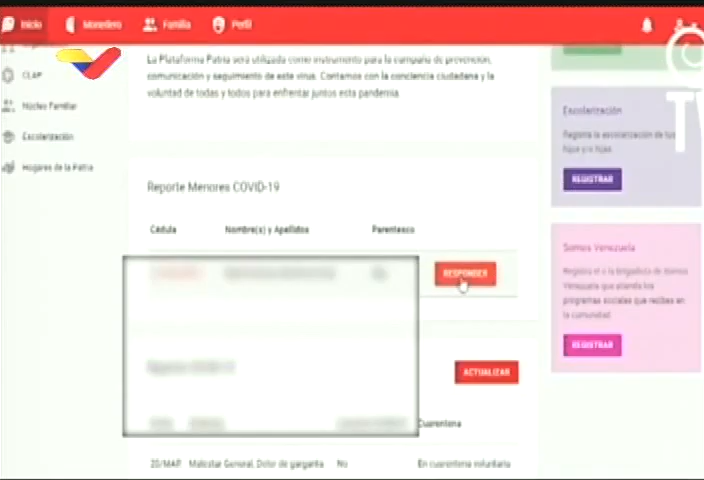 Inicio
Monedero
Familia
Perfil
CLAP
Núcleo Familiar
Escolarización
Hogares de la Patria
La Plataforma Patria será utilizada como instrumento para la campaña de prevención,
comunicación y seguimiento de este virus. Contamos con la conciencia ciudadana y la
voluntad de todas y todos para enfrentar juntos esta pandemia.
Reporte Menores COVID-19
Cédula Nombre(s) y Apellidos Parentesco
RESPONDER
ACTUALIZAR
Cuarentena
25/MAR Malestar General, Dolor de garganta No En cuarentena voluntaria
Escolarización
Registra la escolarización de tus
hijos y/o hijas
REGISTRAR
Somos Venezuela
Registra el o la brigadista de Somos
Venezuela que atiende los
programas sociales que recibes en
la comunidad
REGISTRAR